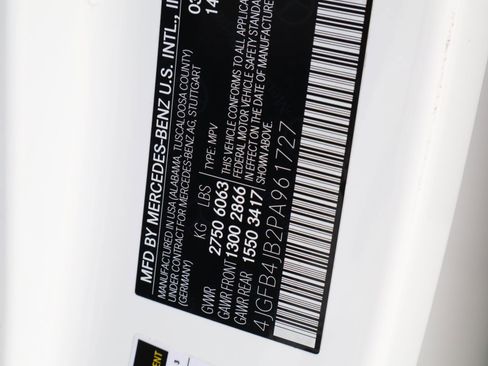 MFD BY MERCEDES-BENZ U.S. INTL., I
MANUFACTURED IN USA (ALABAMA, TUSCALOOSA COUNTY)
UNDER CONTRACT FOR MERCEDES-BENZ AG, STUTTGART
(GERMANY)
03
14
KG LBS
GVWR 2750 6063
GAWR FRONT 1300 2866
GAWR REAR 1550 3417
TYPE: MPV
THIS VEHICLE CONFORMS TO ALL APPLICA
FEDERAL MOTOR VEHICLE SAFETY STANDA
IN EFFECT ON THE DATE OF MANUFACTURE
SHOWN ABOVE.
4JGFB4JB2PA961727